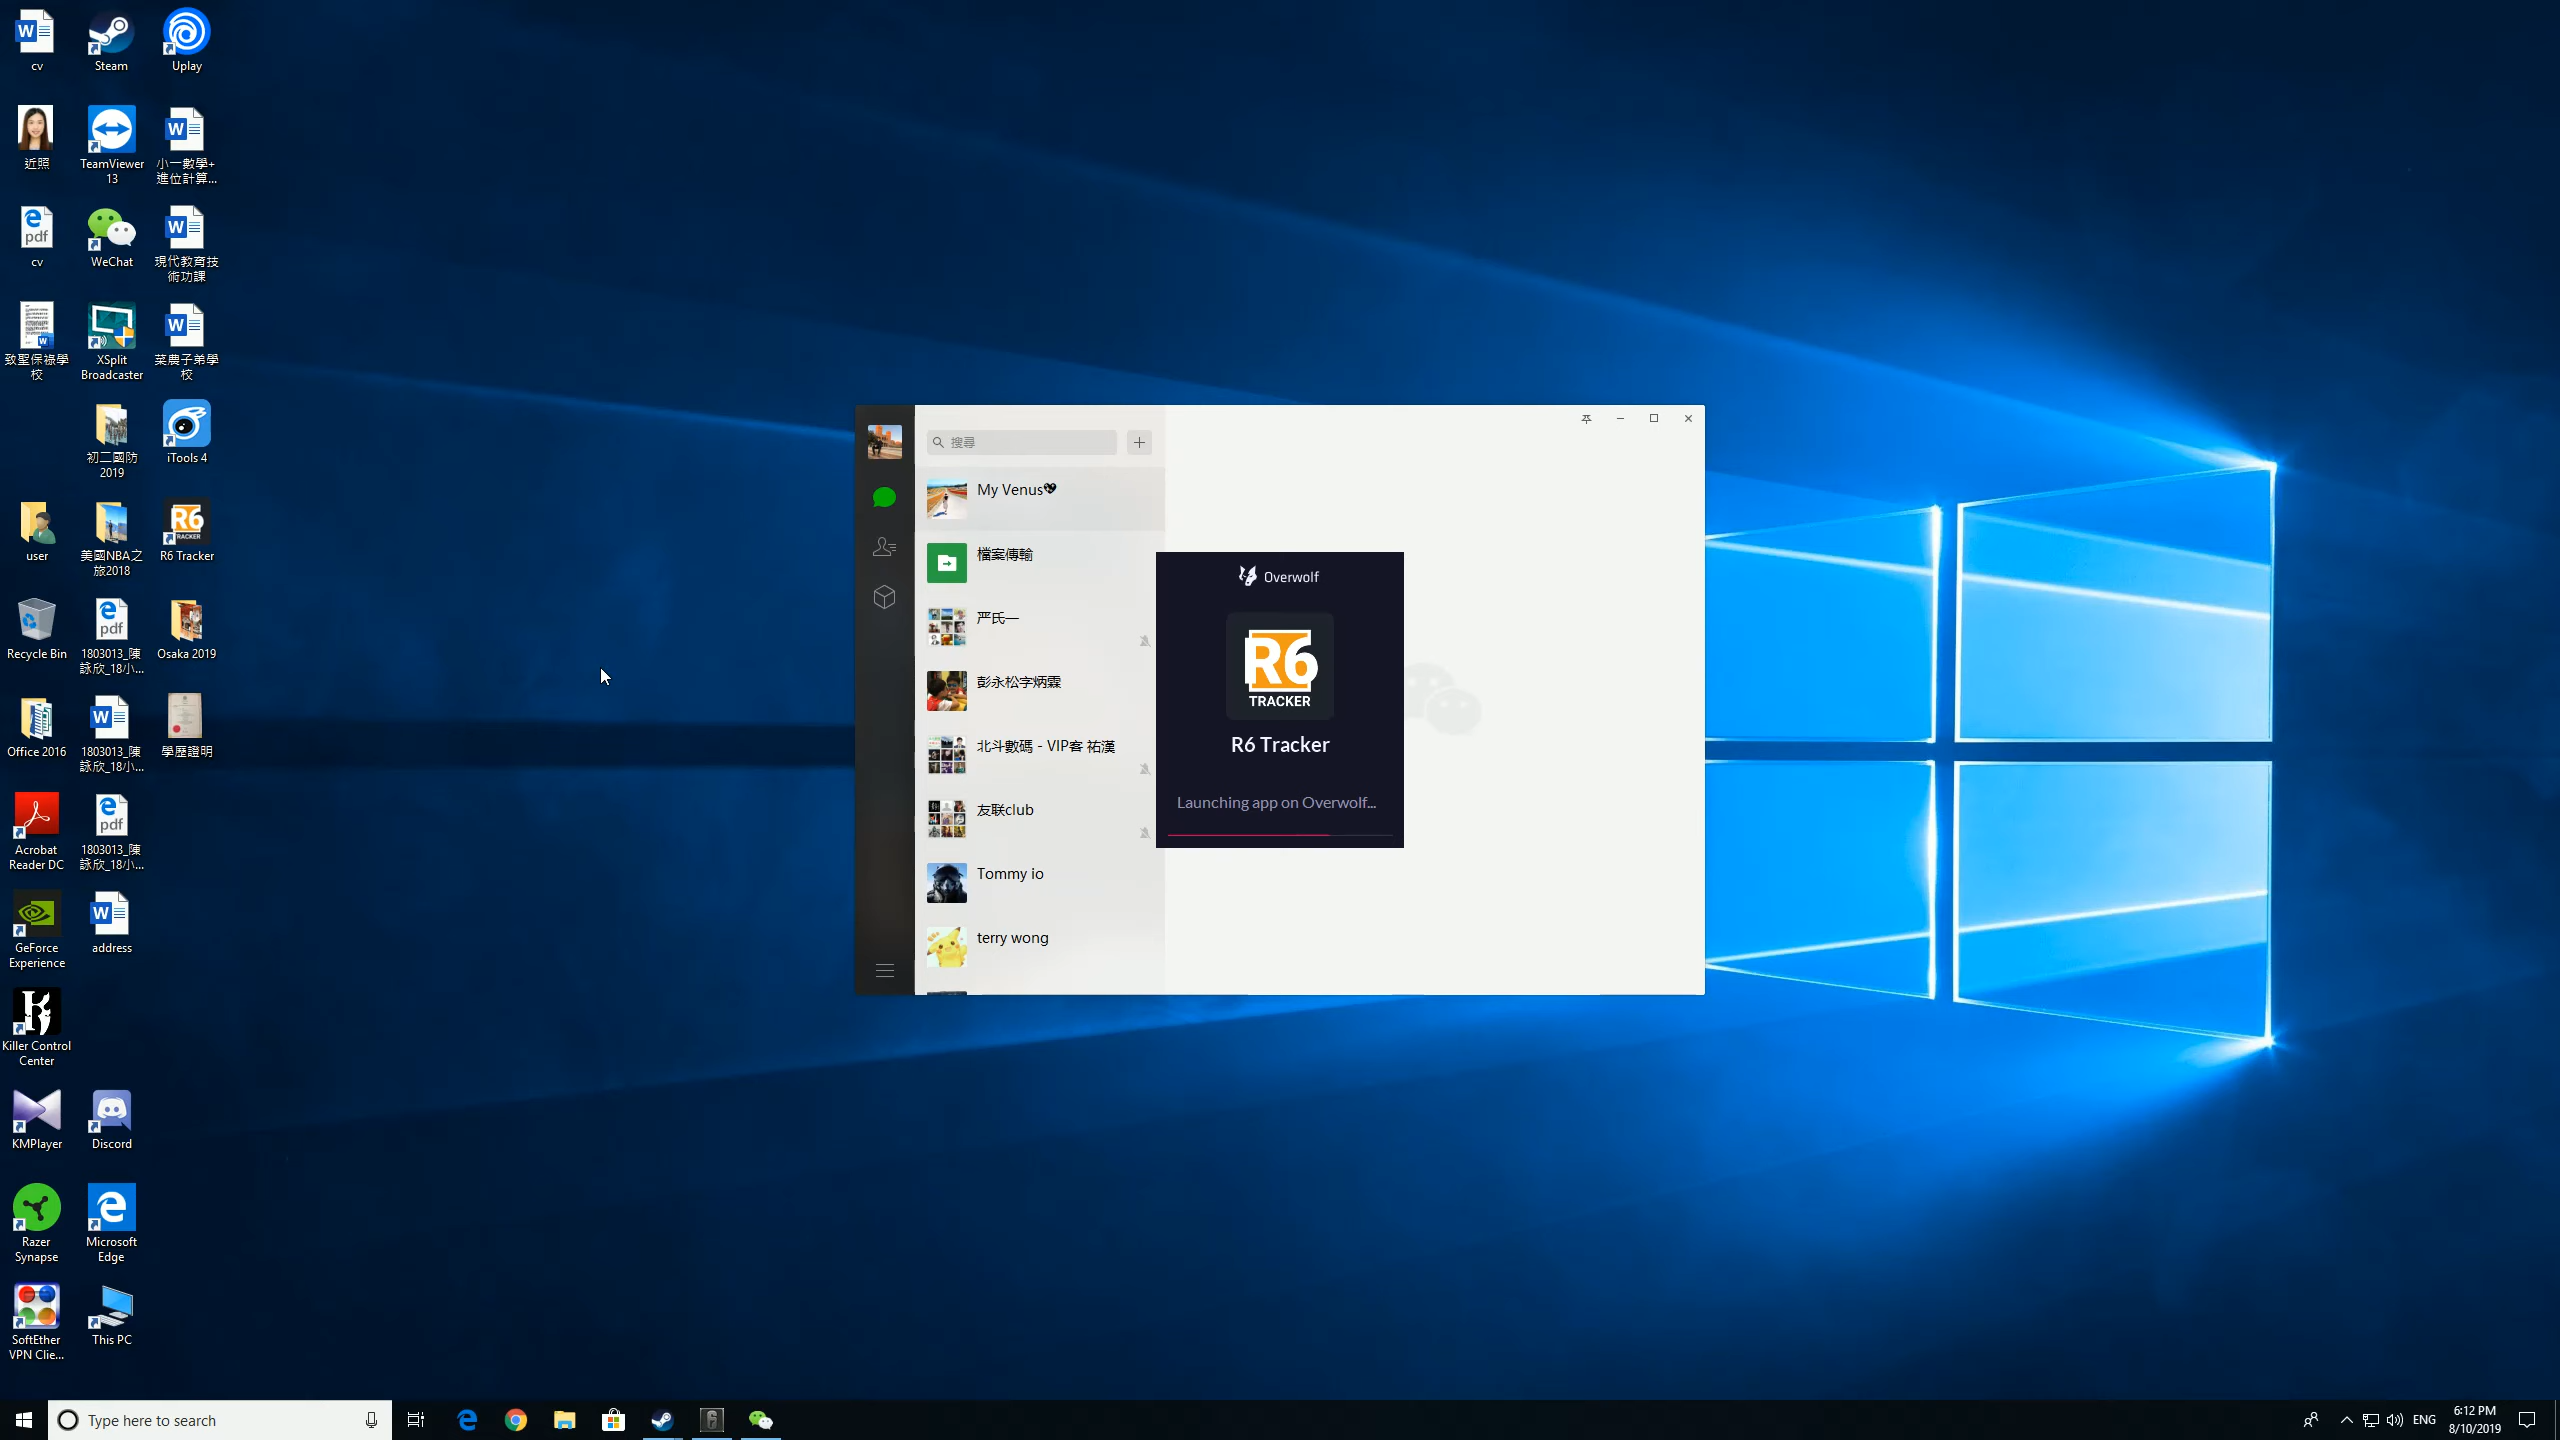 cv
Steam
Uplay
近照
TeamViewer
13
小一數學+
進位計算...
pdf
cv
WeChat
現代教育技
術功課
致聖保祿學
校
XSplit
Broadcaster
菜農子弟學
校
初二國防
2019
iTools 4
user
美國NBA之
旅2018
R6
TRACKER
R6 Tracker
Recycle Bin
pdf
1803013_陳
詠欣_18小...
Osaka 2019
Office 2016
1803013_陳
詠欣_18小...
學歷證明
Acrobat
Reader DC
pdf
1803013_陳
詠欣_18小...
GeForce
Experience
address
Killer Control
Center
KMPlayer
Discord
Razer
Synapse
Microsoft
Edge
SoftEther
VPN Clie...
This PC
搜尋
My Venus
檔案傳輸
严氏一
彭永松字炳霖
北斗數碼 - VIP客 祐漢
友联club
Tommy io
terry wong
Overwolf
R6
TRACKER
R6 Tracker
Launching app on Overwolf...
Type here to search
ENG
6:12 PM
8/10/2019